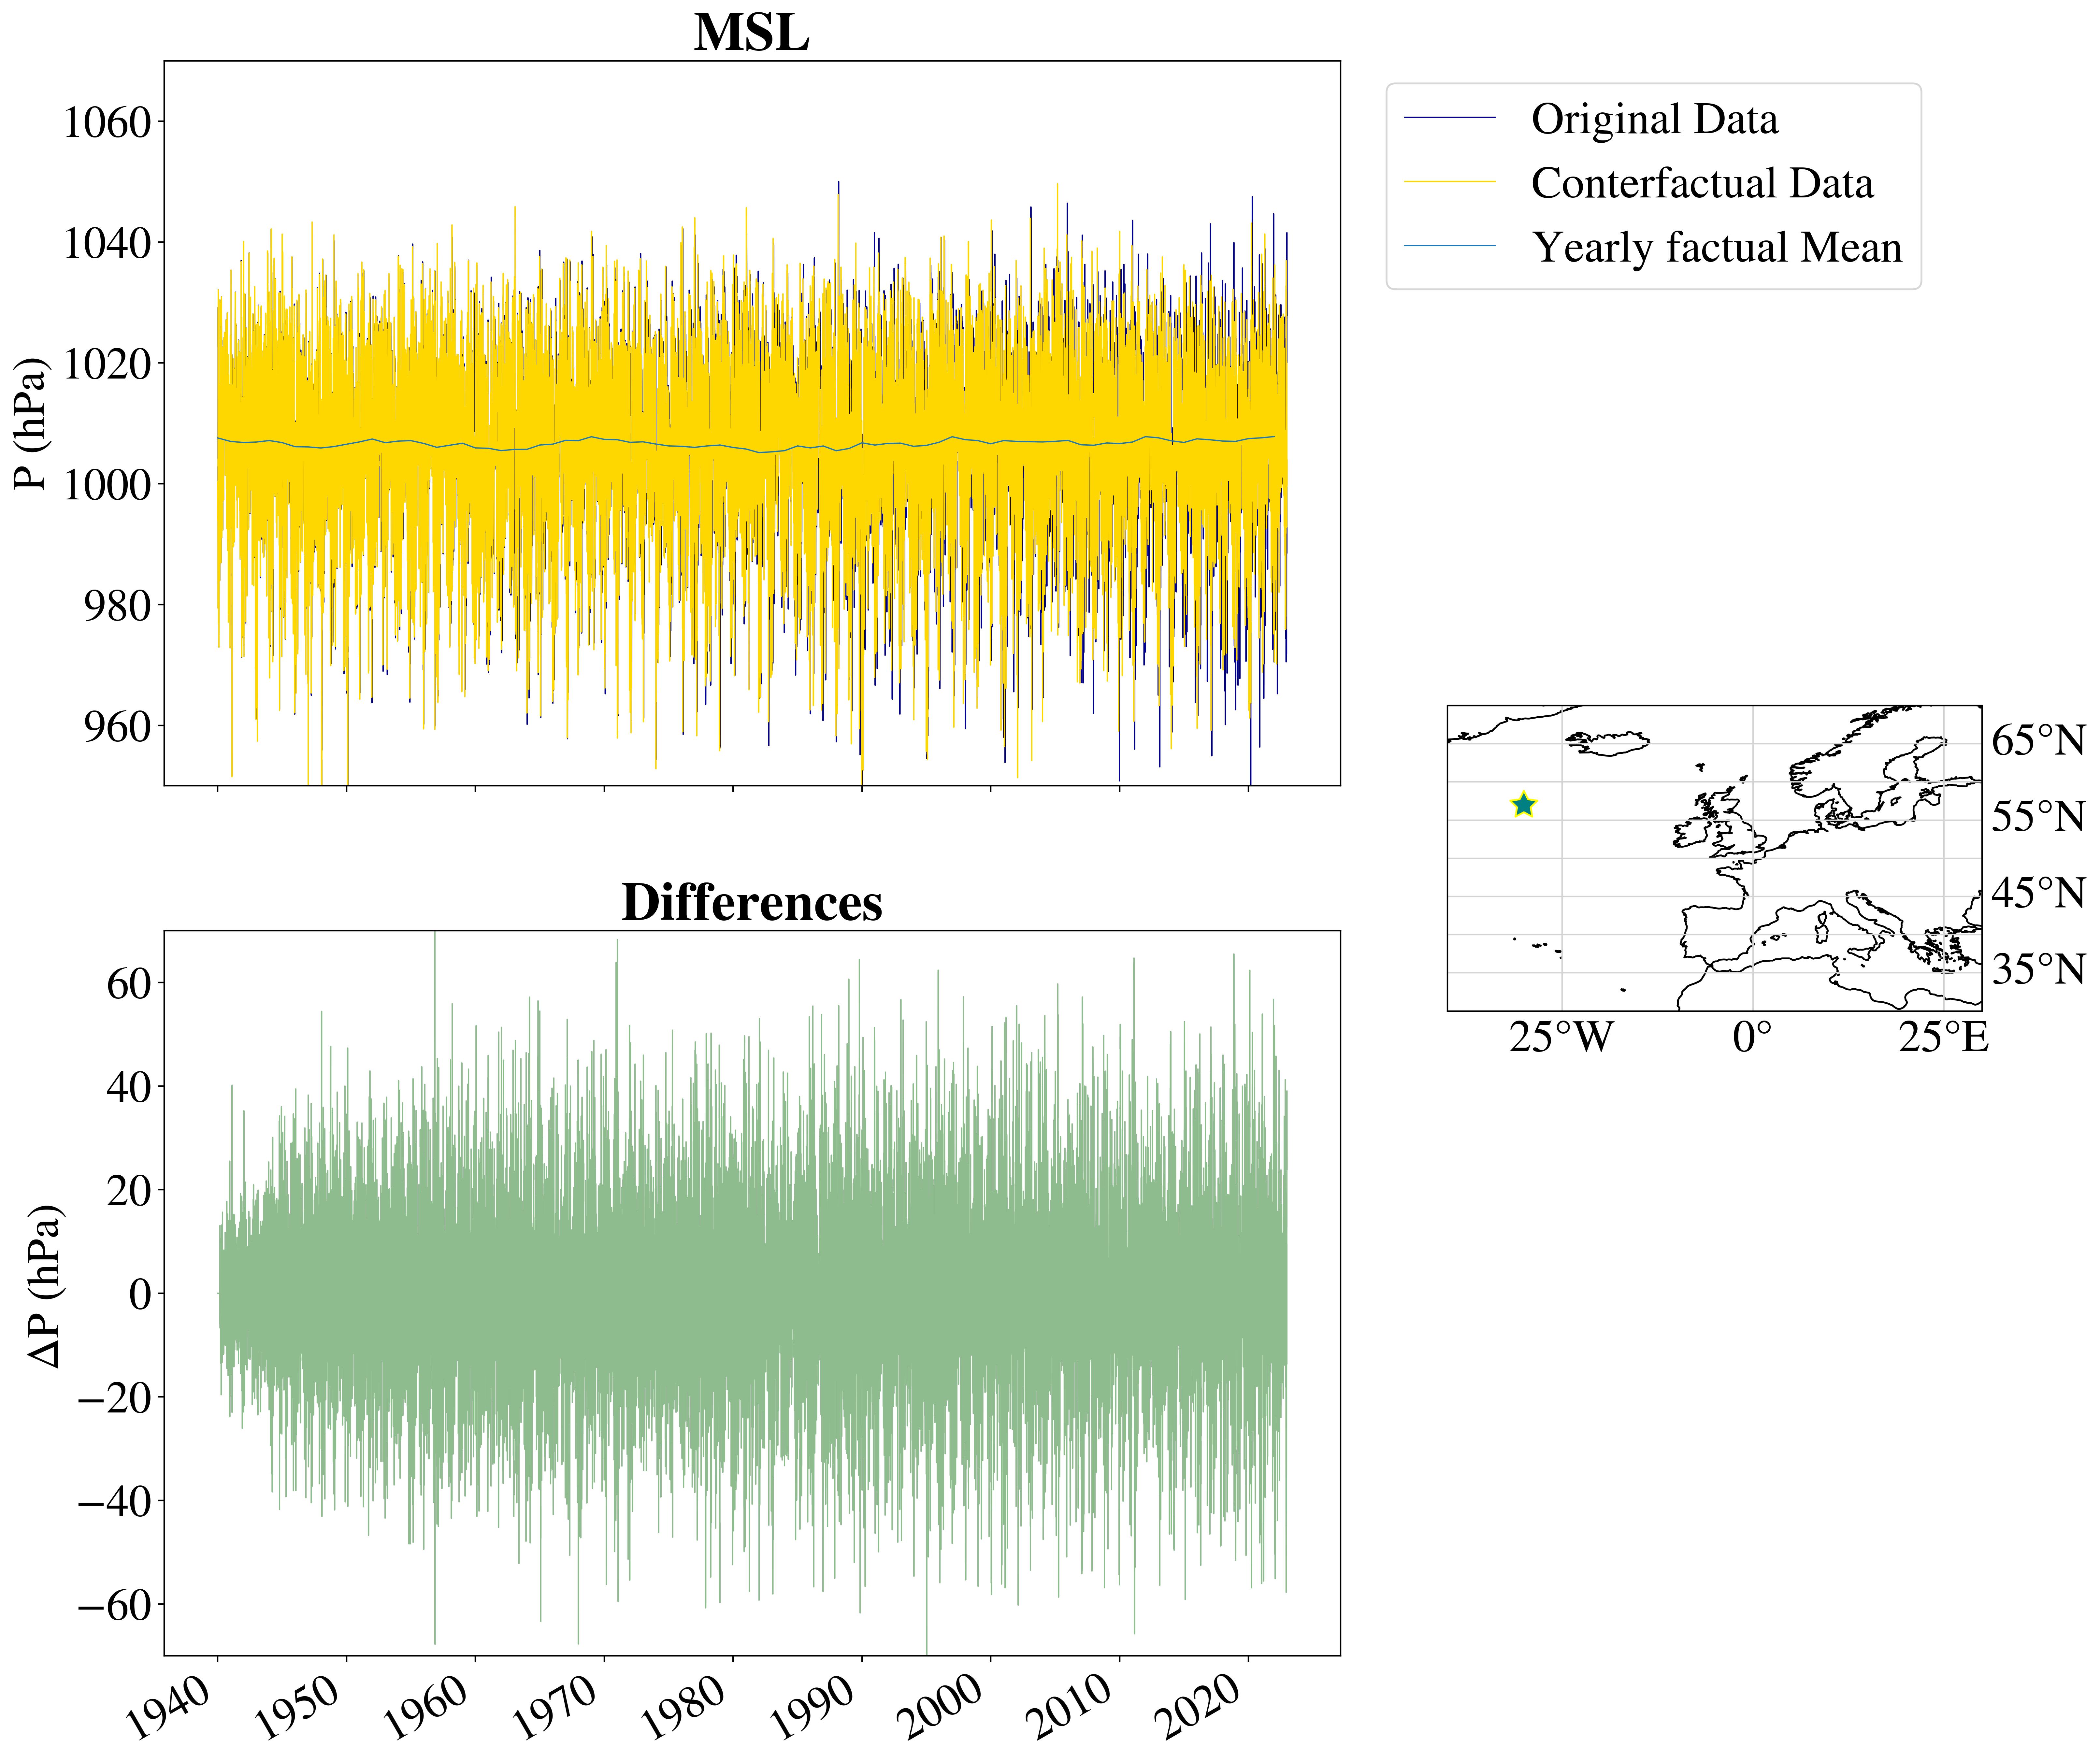 MSL
P (hPa)
1060
1040
1020
1000
980
960
Original Data
Conterfactual Data
Yearly factual Mean
65°N
55°N
45°N
35°N
25°W 0° 25°E
Differences
ΔP (hPa)
60
40
20
0
−20
−40
−60
1940 1950 1960 1970 1980 1990 2000 2010 2020